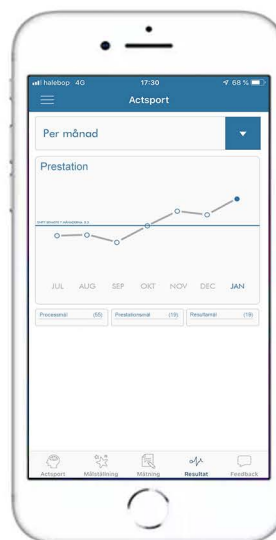 halebop 4G 17:30 68 %
Actsport
Per månad
Prestation
JUL AUG SEP OKT NOV DEC JAN
Processmål (55) Prestationsmål (19) Resultatmål (19)
Actsport Målställning Mätning Resultat Feedback